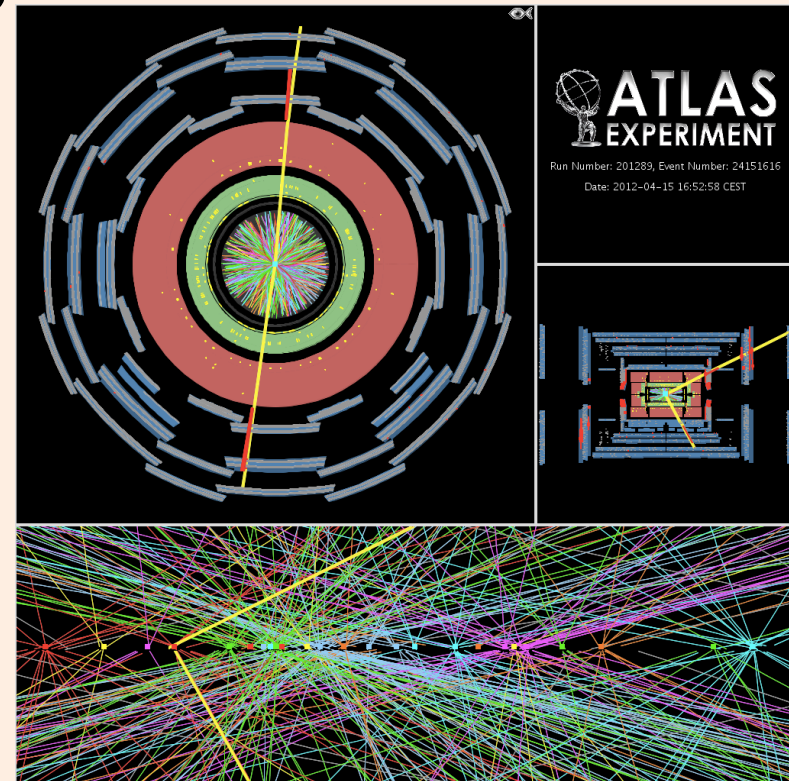 ATLAS
EXPERIMENT
Run Number: 201289, Event Number: 24151616
Date: 2012-04-15 16:52:58 CEST